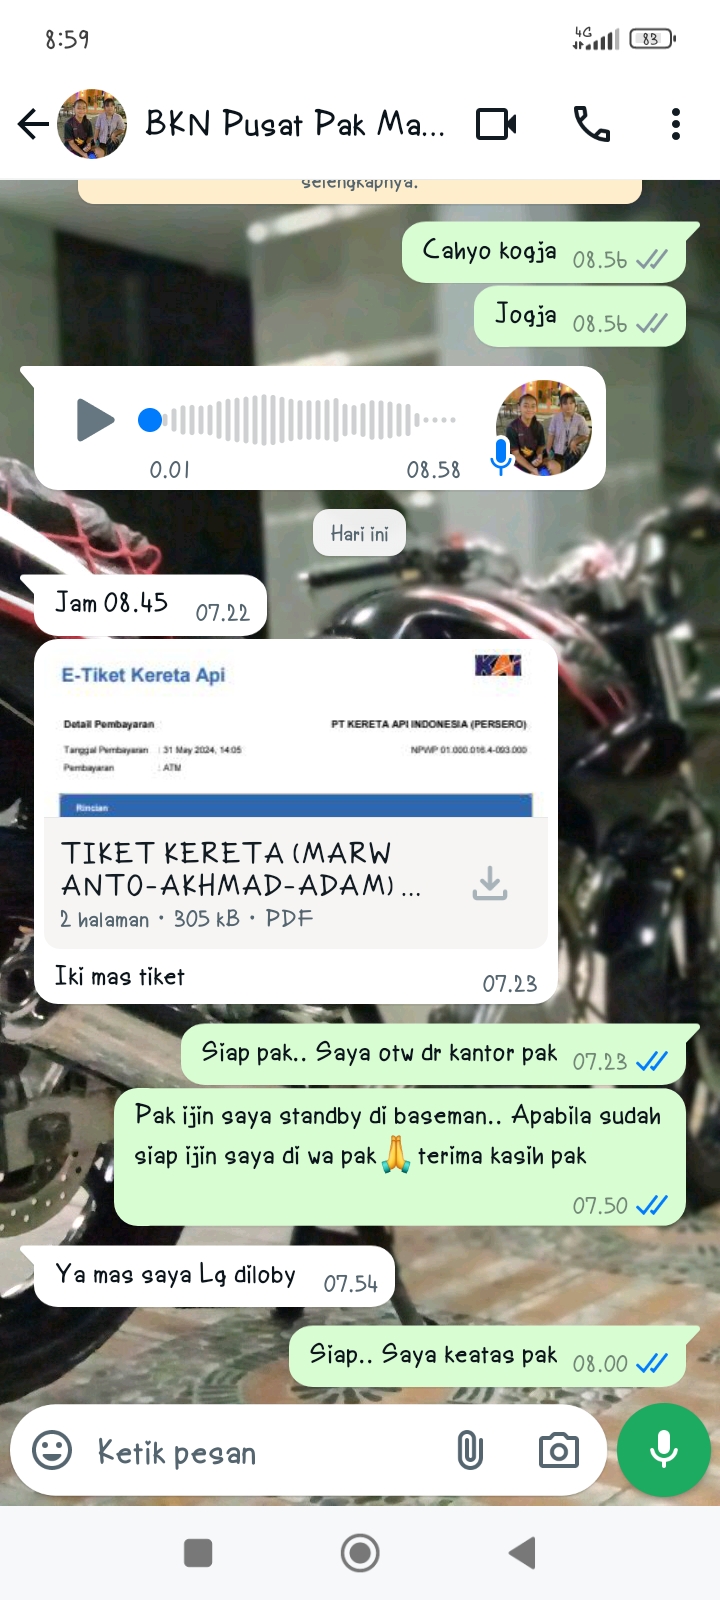 8:59
4G
83
BKN Pusat Pak Ma...
selengkapnya.
Cahyo kogja 08.56
Jogja 08.56
0.01 08.58
Hari ini
Jam 08.45 07.22
E-Tiket Kereta Api
KAI
Detail Pembayaran PT KERETA API INDONESIA (PERSERO)
Tanggal Pembayaran : 31 May 2024, 14:05 NPWP 01.000.016.4-093.000
Pembayaran : ATM
Rincian
TIKET KERETA (MARW
ANTO-AKHMAD-ADAM) ...
2 halaman • 305 kB • PDF
Iki mas tiket 07.23
Siap pak.. Saya otw dr kantor pak 07.23
Pak ijin saya standby di baseman.. Apabila sudah
siap ijin saya di wa pak🙏terima kasih pak
07.50
Ya mas saya Lg diloby 07.54
Siap.. Saya keatas pak 08.00
Ketik pesan